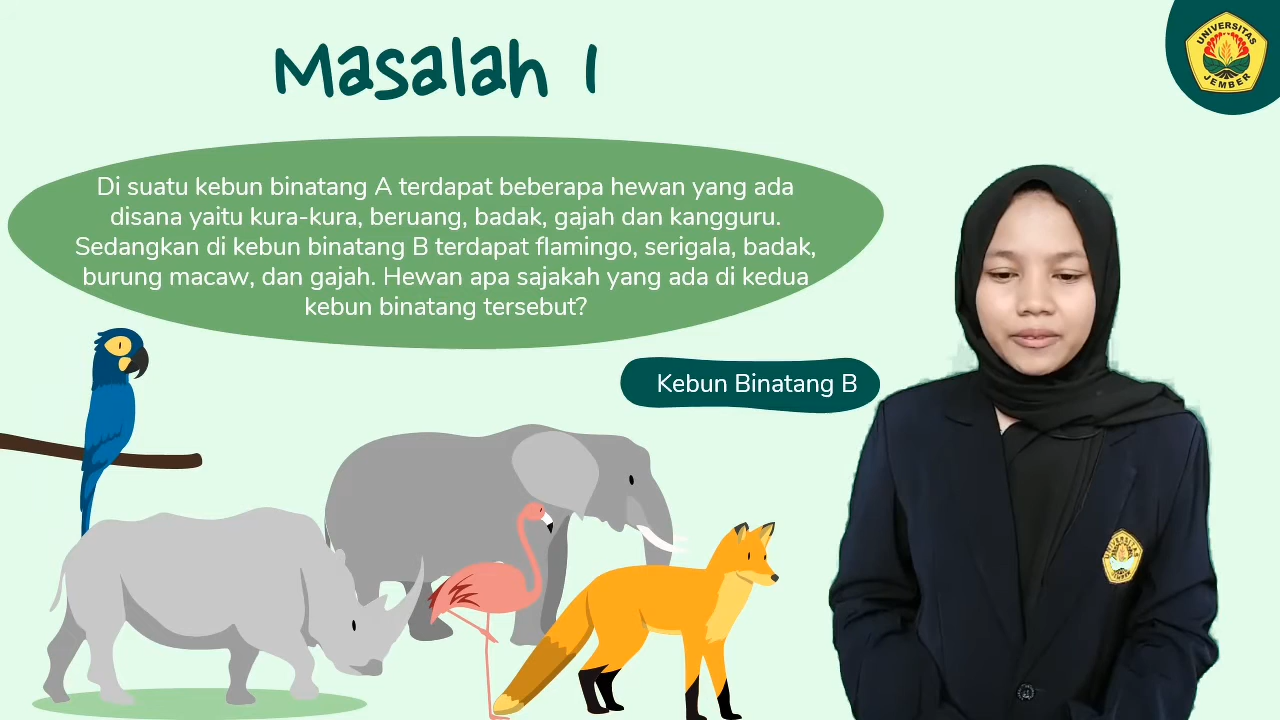 Masalah 1
UNIVERSITAS
JEMBER
Di suatu kebun binatang A terdapat beberapa hewan yang ada
disana yaitu kura-kura, beruang, badak, gajah dan kangguru.
Sedangkan di kebun binatang B terdapat flamingo, serigala, badak,
burung macaw, dan gajah. Hewan apa sajakah yang ada di kedua
kebun binatang tersebut?
Kebun Binatang B
UNIVERSITAS
JEMBER